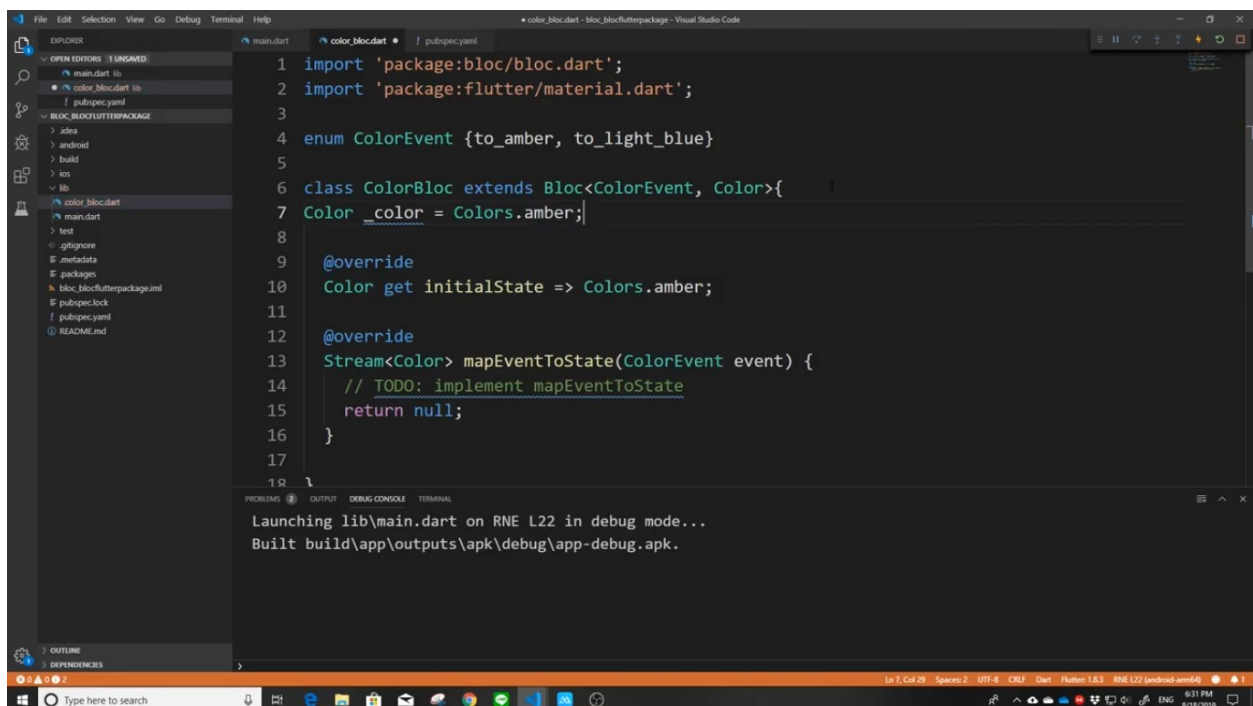 File Edit Selection View Go Debug Terminal Help
● color_bloc.dart - bloc_blocflutterpackage - Visual Studio Code
EXPLORER
OPEN EDITORS 1 UNSAVED
main.dart lib
● color_bloc.dart lib
! pubspec.yaml
BLOC_BLOCFLUTTERPACKAGE
> .idea
> android
> build
> ios
lib
color_bloc.dart
main.dart
> test
.gitignore
.metadata
.packages
bloc_blocflutterpackage.iml
pubspec.lock
! pubspec.yaml
README.md
> OUTLINE
> DEPENDENCIES
main.dart color_bloc.dart ● ! pubspec.yaml
1 import 'package:bloc/bloc.dart';
2 import 'package:flutter/material.dart';
3
4 enum ColorEvent {to_amber, to_light_blue}
5
6 class ColorBloc extends Bloc<ColorEvent, Color>{
7 Color _color = Colors.amber;
8
9 @override
10 Color get initialState => Colors.amber;
11
12 @override
13 Stream<Color> mapEventToState(ColorEvent event) {
14 // TODO: implement mapEventToState
15 return null;
16 }
17
18 }
PROBLEMS 2 OUTPUT DEBUG CONSOLE TERMINAL
Launching lib\main.dart on RNE L22 in debug mode...
Built build\app\outputs\apk\debug\app-debug.apk.
>
0 0 2 Ln 7, Col 29 Spaces: 2 UTF-8 CRLF Dart Flutter: 1.8.3 RNE L22 (android-arm64) 1
Type here to search ENG 6:31 PM
8/18/2019